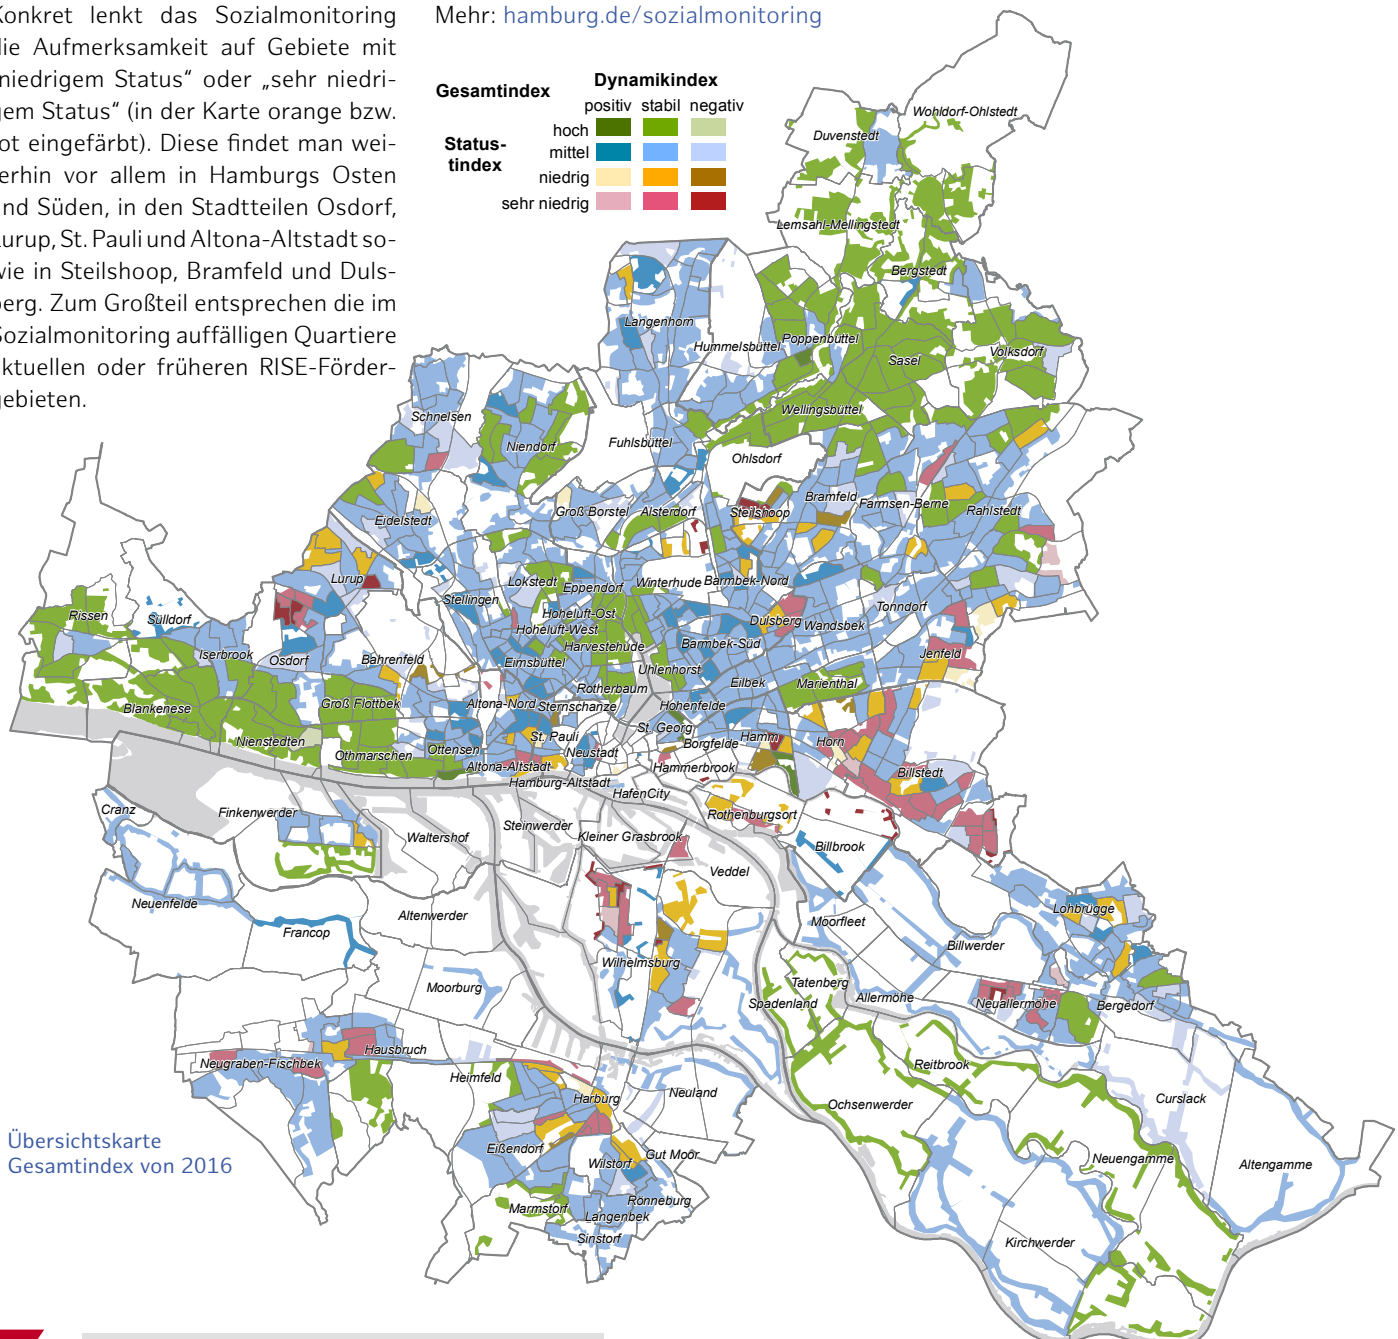 Konkret lenkt das Sozialmonitoring
die Aufmerksamkeit auf Gebiete mit
niedrigem Status“ oder „sehr niedri-
gem Status“ (in der Karte orange bzw.
rot eingefärbt). Diese findet man wei-
terhin vor allem in Hamburgs Osten
und Süden, in den Stadtteilen Osdorf,
Lurup, St. Pauli und Altona-Altstadt so-
wie in Steilshoop, Bramfeld und Duls-
berg. Zum Großteil entsprechen die im
Sozialmonitoring auffälligen Quartiere
aktuellen oder früheren RISE-Förder-
gebieten.
Mehr: hamburg.de/sozialmonitoring
Gesamtindex
Dynamikindex
positiv stabil negativ
Status-
tindex
hoch
mittel
niedrig
sehr niedrig
Wohldorf-Ohlstedt
Duvenstedt
Lemsahl-Mellingstedt
Bergstedt
Langenhorn
Hummelsbüttel
Poppenbüttel
Sasel
Volksdorf
Wellingsbüttel
Schnelsen
Niendorf
Fuhlsbüttel
Ohlsdorf
Eidelstedt
Groß Borstel
Alsterdorf
Steilshoop
Bramfeld
Farmsen-Berne
Rahlstedt
Lurup
Stellingen
Lokstedt
Eppendorf
Winterhude
Barmbek-Nord
Hoheluft-Ost
Hoheluft-West
Harvestehude
Dulsberg
Wandsbek
Tonndorf
Rissen
Sülldorf
Iserbrook
Osdorf
Bahrenfeld
Eimsbüttel
Uhlenhorst
Barmbek-Süd
Eilbek
Marienthal
Jenfeld
Rotherbaum
Blankenese
Groß Flottbek
Altona-Nord
Sternschanze
Hohenfelde
St. Georg
Nienstedten
Othmarschen
Ottensen
St. Pauli
Neustadt
Borgfelde
Hamm
Horn
Altona-Altstadt
Hamburg-Altstadt
Hammerbrook
Billstedt
HafenCity
Cranz
Finkenwerder
Waltershof
Steinwerder
Kleiner Grasbrook
Rothenburgsort
Billbrook
Veddel
Neuenfelde
Francop
Altenwerder
Moorfleet
Billwerder
Lohbrügge
Wilhelmsburg
Moorburg
Tatenberg
Spadenland
Allermöhe
Neuallermöhe
Bergedorf
Neugraben-Fischbek
Hausbruch
Heimfeld
Harburg
Neuland
Reitbrook
Ochsenwerder
Curslack
Eißendorf
Wilstorf
Gut Moor
Neuengamme
Altengamme
Marmstorf
Rönneburg
Langenbek
Sinstorf
Kirchwerder
Übersichtskarte
Gesamtindex von 2016